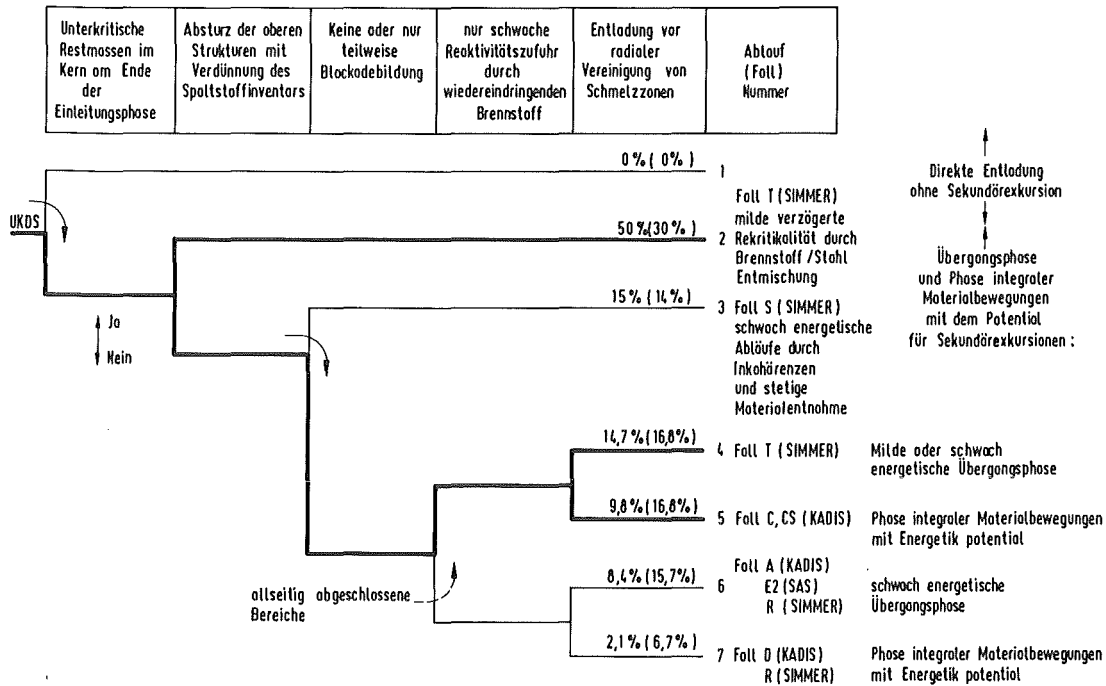 Unterkritische
Restmassen im
Kern am Ende
der
Einleitungsphase
Absturz der oberen
Strukturen mit
Verdünnung des
Spaltstoffinventars
Keine oder nur
teilweise
Blockadebildung
nur schwache
Reaktivitätszufuhr
durch
wiedereindringenden
Brennstoff
Entladung vor
radialer
Vereinigung von
Schmelzzonen
Ablauf
(Fall)
Nummer
UKDS
Ja
Nein
0% ( 0% )
1
50%(30%)
2
Fall T (SIMMER)
milde verzögerte
Rekritikalität durch
Brennstoff /Stahl
Entmischung
15% (14%)
3 Fall S (SIMMER)
schwach energetische
Abläufe durch
Inkohärenzen
und stetige
Materialentnahme
14,7% (16,8%)
4 Fall T (SIMMER)
Milde oder schwach
energetische Übergangsphase
9,8% (16,8%)
5 Fall C, CS (KADIS)
Phase integraler Materialbewegungen
mit Energetik potential
8,4% (15,7%)
6
Fall A (KADIS)
E2 (SAS)
R (SIMMER)
schwach energetische
Übergangsphase
2,1% ( 6,7%)
7 Fall D (KADIS)
R (SIMMER)
Phase integraler Materialbewegungen
mit Energetik potential
allseitig abgeschlossene
Bereiche
Direkte Entladung
ohne Sekundärexkursion
Übergangsphase
und Phase integraler
Materialbewegungen
mit dem Potential
für Sekundärexkursionen :